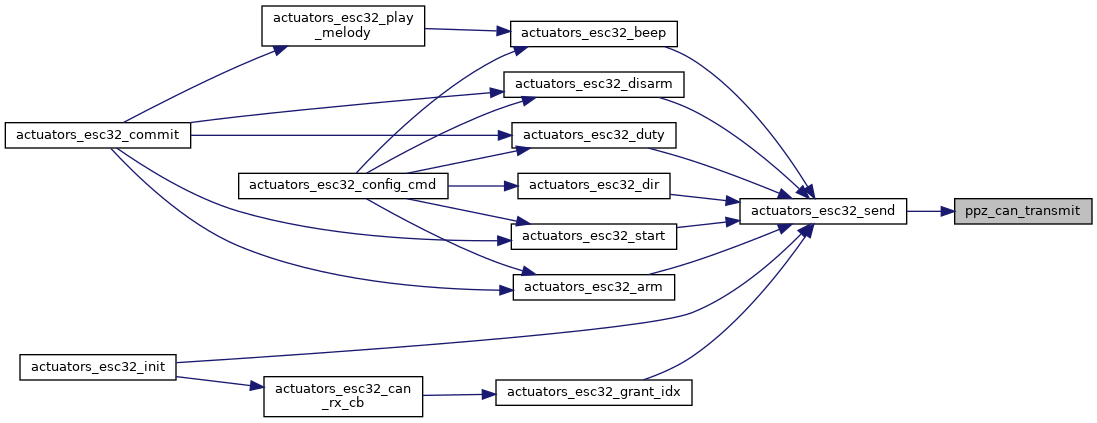 actuators_esc32_play
_melody
actuators_esc32_beep
actuators_esc32_disarm
actuators_esc32_commit
actuators_esc32_duty
actuators_esc32_config_cmd
actuators_esc32_dir
actuators_esc32_send
ppz_can_transmit
actuators_esc32_start
actuators_esc32_arm
actuators_esc32_init
actuators_esc32_can
_rx_cb
actuators_esc32_grant_idx